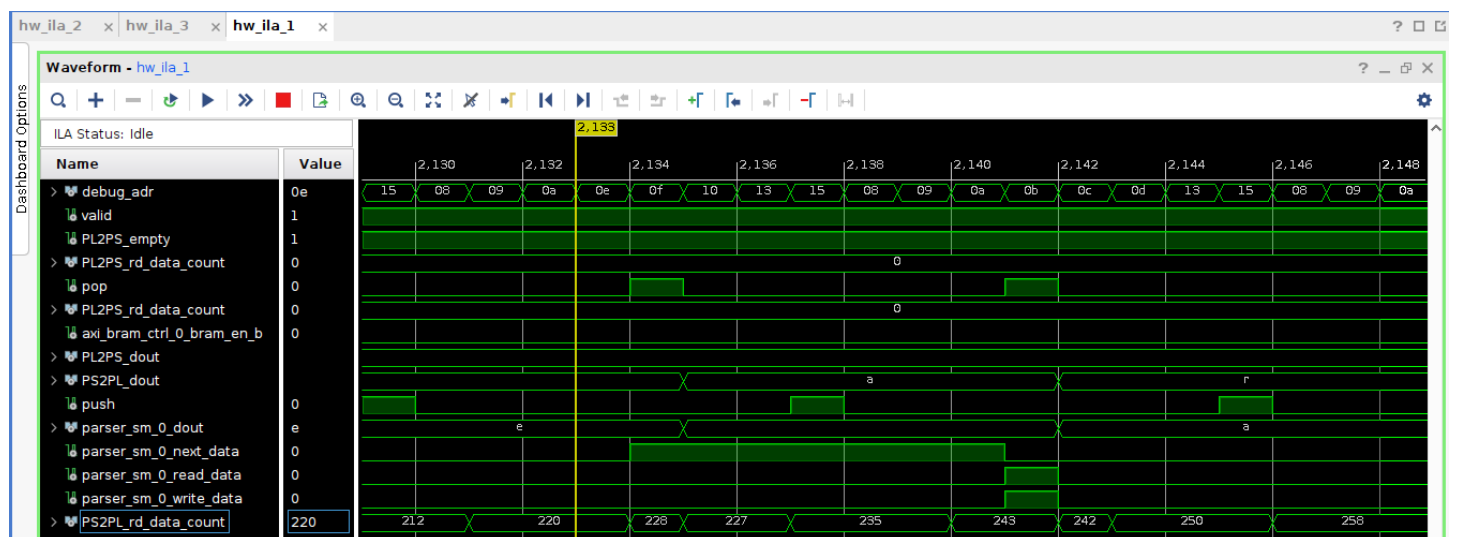 hw_ila_2 × hw_ila_3 × hw_ila_1 ×
?
Dashboard Options
Waveform - hw_ila_1
?
ILA Status: Idle
2,133
Name Value 2,130 2,132 2,134 2,136 2,138 2,140 2,142 2,144 2,146 2,148
debug_adr 0e 15 08 09 0a 0e 0f 10 13 15 08 09 0a 0b 0c 0d 13 15 08 09 0a
valid 1
PL2PS_empty 1
PL2PS_rd_data_count 0 0
pop 0
PL2PS_rd_data_count 0 0
axi_bram_ctrl_0_bram_en_b 0
PL2PS_dout
PS2PL_dout a r
push 0
parser_sm_0_dout e e a
parser_sm_0_next_data 0
parser_sm_0_read_data 0
parser_sm_0_write_data 0
PS2PL_rd_data_count 220 212 220 228 227 235 243 242 250 258